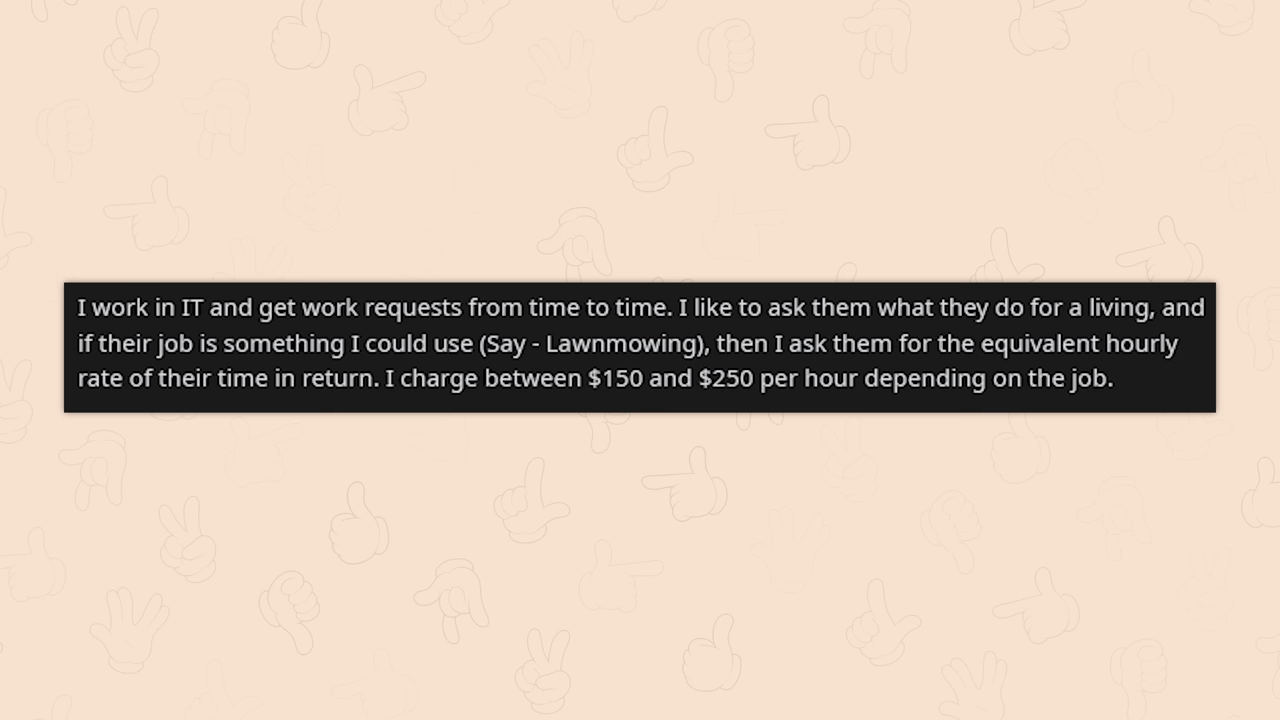 I work in IT and get work requests from time to time. I like to ask them what they do for a living, and
if their job is something I could use (Say - Lawnmowing), then I ask them for the equivalent hourly
rate of their time in return. I charge between $150 and $250 per hour depending on the job.